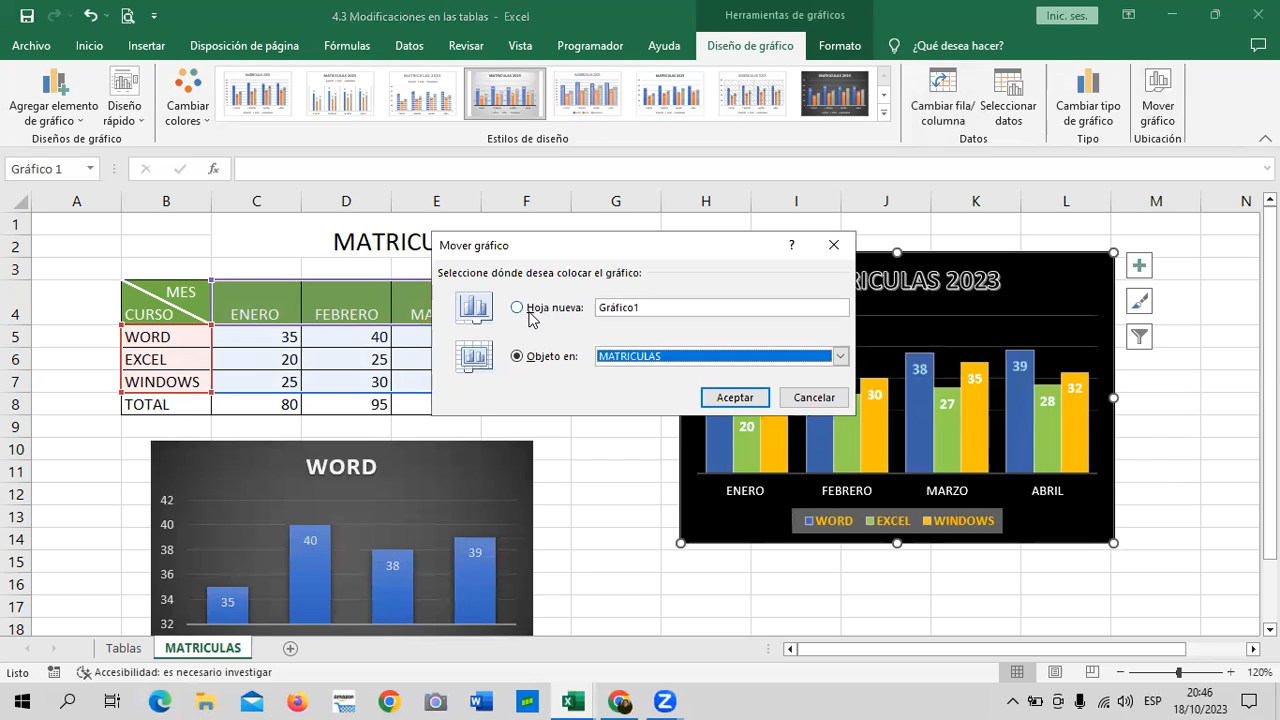 4.3 Modificaciones en las tablas - Excel
Herramientas de gráfico
Inic. ses.
Archivo Inicio Insertar Disposición de página Fórmulas Datos Revisar Vista Programador Ayuda Diseño de gráfico Formato ¿Qué desea hacer?
Agregar elemento de gráfico
Diseño rápido
Cambiar colores
Cambiar fila/ columna
Seleccionar datos
Cambiar tipo de gráfico
Mover gráfico
Diseños de gráfico Estilos de diseño Datos Tipo Ubicación
Gráfico 1
fx
A B C D E F G H I J K L M N
1
2
3
4
5
6
7
8
9
10
11
12
13
14
15
16
17
18
MATRICU
MES
CURSO ENERO FEBRERO MA
WORD 35 40
EXCEL 20 25
WINDOWS 25 30
TOTAL 80 95
Mover gráfico
?
Seleccione dónde desea colocar el gráfico:
Hoja nueva: Gráfico1
Objeto en: MATRICULAS
Aceptar Cancelar
RICULAS 2023
20 30 38 27 35 39 28 32
ENERO FEBRERO MARZO ABRIL
WORD EXCEL WINDOWS
WORD
42
40
38
36
34
32
35 40 38 39
Tablas MATRICULAS
Listo Accesibilidad: es necesario investigar 120%
ESP
20:46
18/10/2023